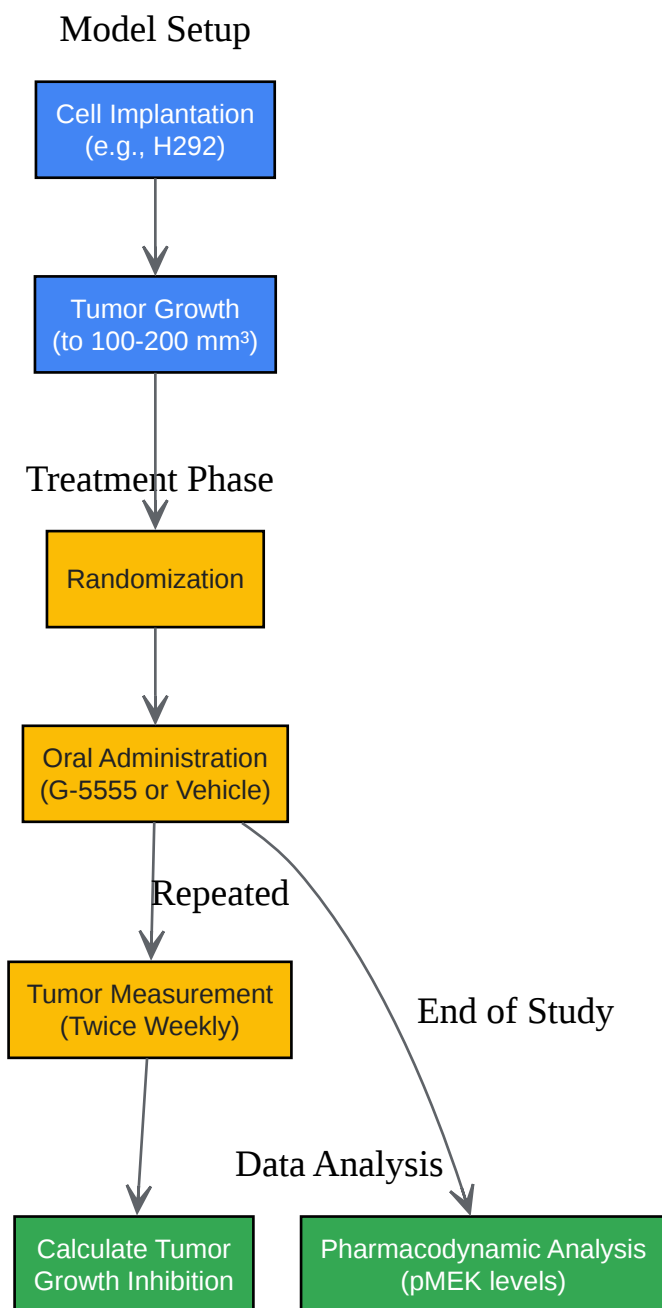 Model Setup
Cell Implantation
(e.g., H292)
Tumor Growth
(to 100-200 mm³)
Treatment Phase
Randomization
Oral Administration
(G-5555 or Vehicle)
Repeated
Tumor Measurement
(Twice Weekly)
End of Study
Data Analysis
Calculate Tumor
Growth Inhibition
Pharmacodynamic Analysis
(pMEK levels)